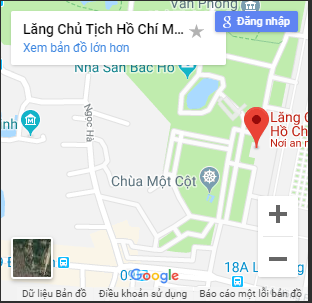 Văn Phòng
Đăng nhập
Lăng Chủ Tịch Hồ Chí M...
Xem bản đồ lớn hơn
Nhà Sàn Bác Hồ
Ngọc Hà
Lăng C
Hồ Ch
Nơi an n
Chùa Một Cột
+
−
18A L
Google
Dữ liệu Bản đồ Điều khoản sử dụng Báo cáo một lỗi bản đồ